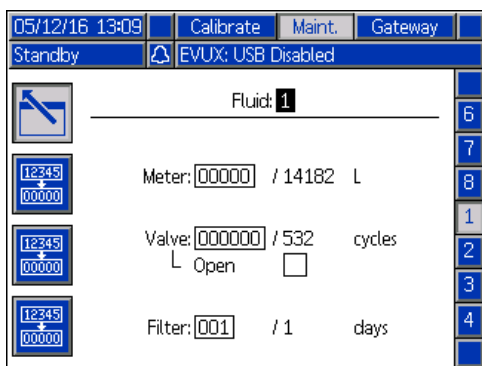 05/12/16 13:09 Calibrate Maint. Gateway
Standby EVUX: USB Disabled
Fluid: 1
6
7
12345
00000
Meter: 00000 / 14182 L
8
1
12345
00000
Valve: 000000 / 532 cycles
2
Open
3
12345
00000
Filter: 001 / 1 days
4